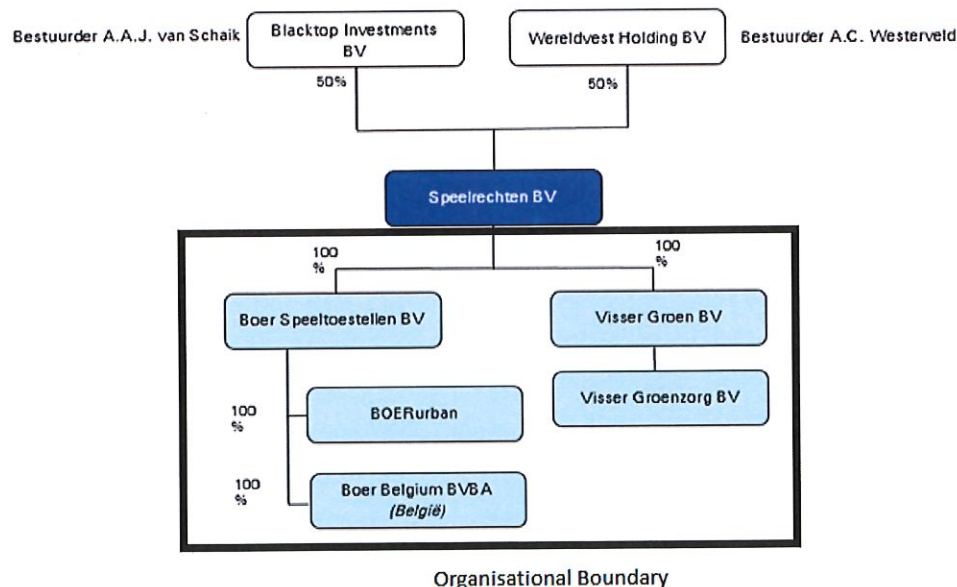 Bestuurder A.A.J. van Schaik
Blacktop Investments
BV
Wereldvest Holding BV
Bestuurder A.C. Westerveld
50%
50%
Speelrechten BV
100
%
100
%
Boer Speeltoestellen BV
Visser Groen BV
100
%
BOERurban
Visser Groenzorg BV
100
%
Boer Belgium BVBA
(België)
Organisational Boundary